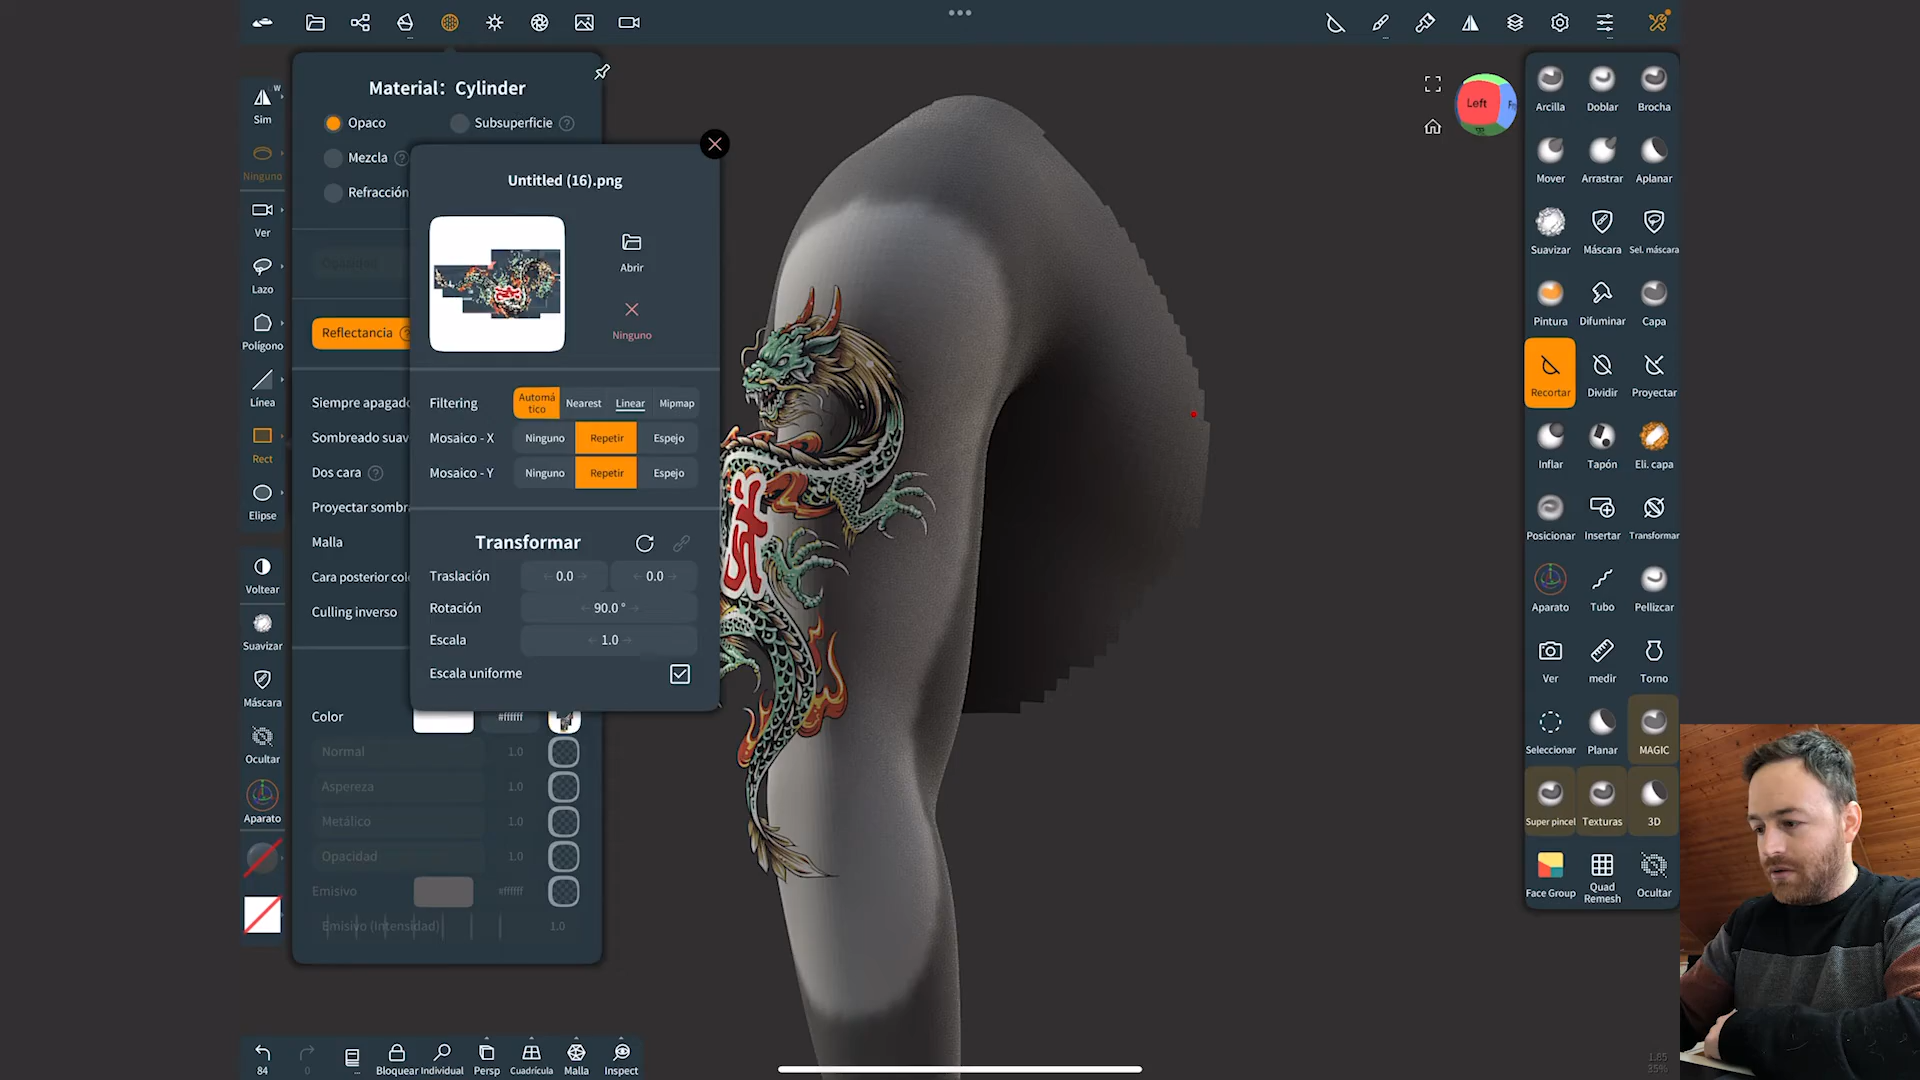 Material: Cylinder
Opaco
Subsuperficie
Mezcla
Refracción
Reflectancia
Siempre apagado
Sombreado suav
Dos cara
Proyectar sombr
Malla
Cara posterior col
Culling inverso
Color
#ffffff
Normal
1.0
Aspereza
1.0
Metálico
1.0
Opacidad
1.0
Emisivo
#ffffff
Emisivo (intensidad)
1.0
Untitled (16).png
Abrir
Ninguno
Filtering
Automá
tico
Nearest
Linear
Mipmap
Mosaico - X
Ninguno
Repetir
Espejo
Mosaico - Y
Ninguno
Repetir
Espejo
Transformar
Traslación
0.0
0.0
Rotación
90.0 °
Escala
1.0
Escala uniforme
W
Sim
Ninguno
Ver
Lazo
Polígono
Línea
Rect
Elipse
Voltear
Suavizar
Máscara
Ocultar
Aparato
84
0
Bloquear
Individual
Persp
Cuadrícula
Malla
Inspect
Left
Arcilla
Doblar
Brocha
Mover
Arrastrar
Aplanar
Suavizar
Máscara
Sel. máscara
Pintura
Difuminar
Capa
Recortar
Dividir
Proyectar
Inflar
Tapón
Eli. capa
Posicionar
Insertar
Transformar
Aparato
Tubo
Pellizcar
Ver
medir
Torno
Seleccionar
Planar
MAGIC
Super pincel
Texturas
3D
Face Group
Quad
Remesh
Ocultar
1.85
35%